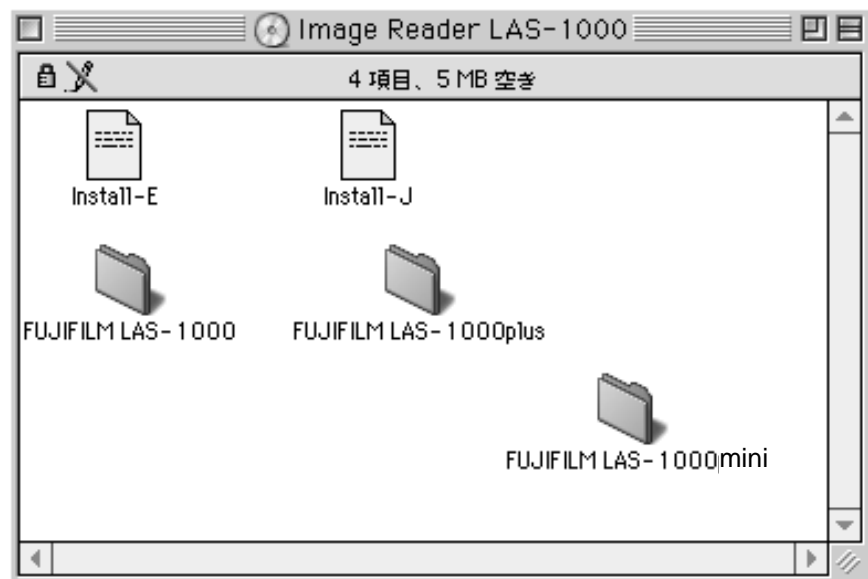 Image Reader LAS-1000
4 項目、5 MB 空き
Install-E
Install-J
FUJIFILM LAS-1000
FUJIFILM LAS-1000plus
FUJIFILM LAS-1000mini